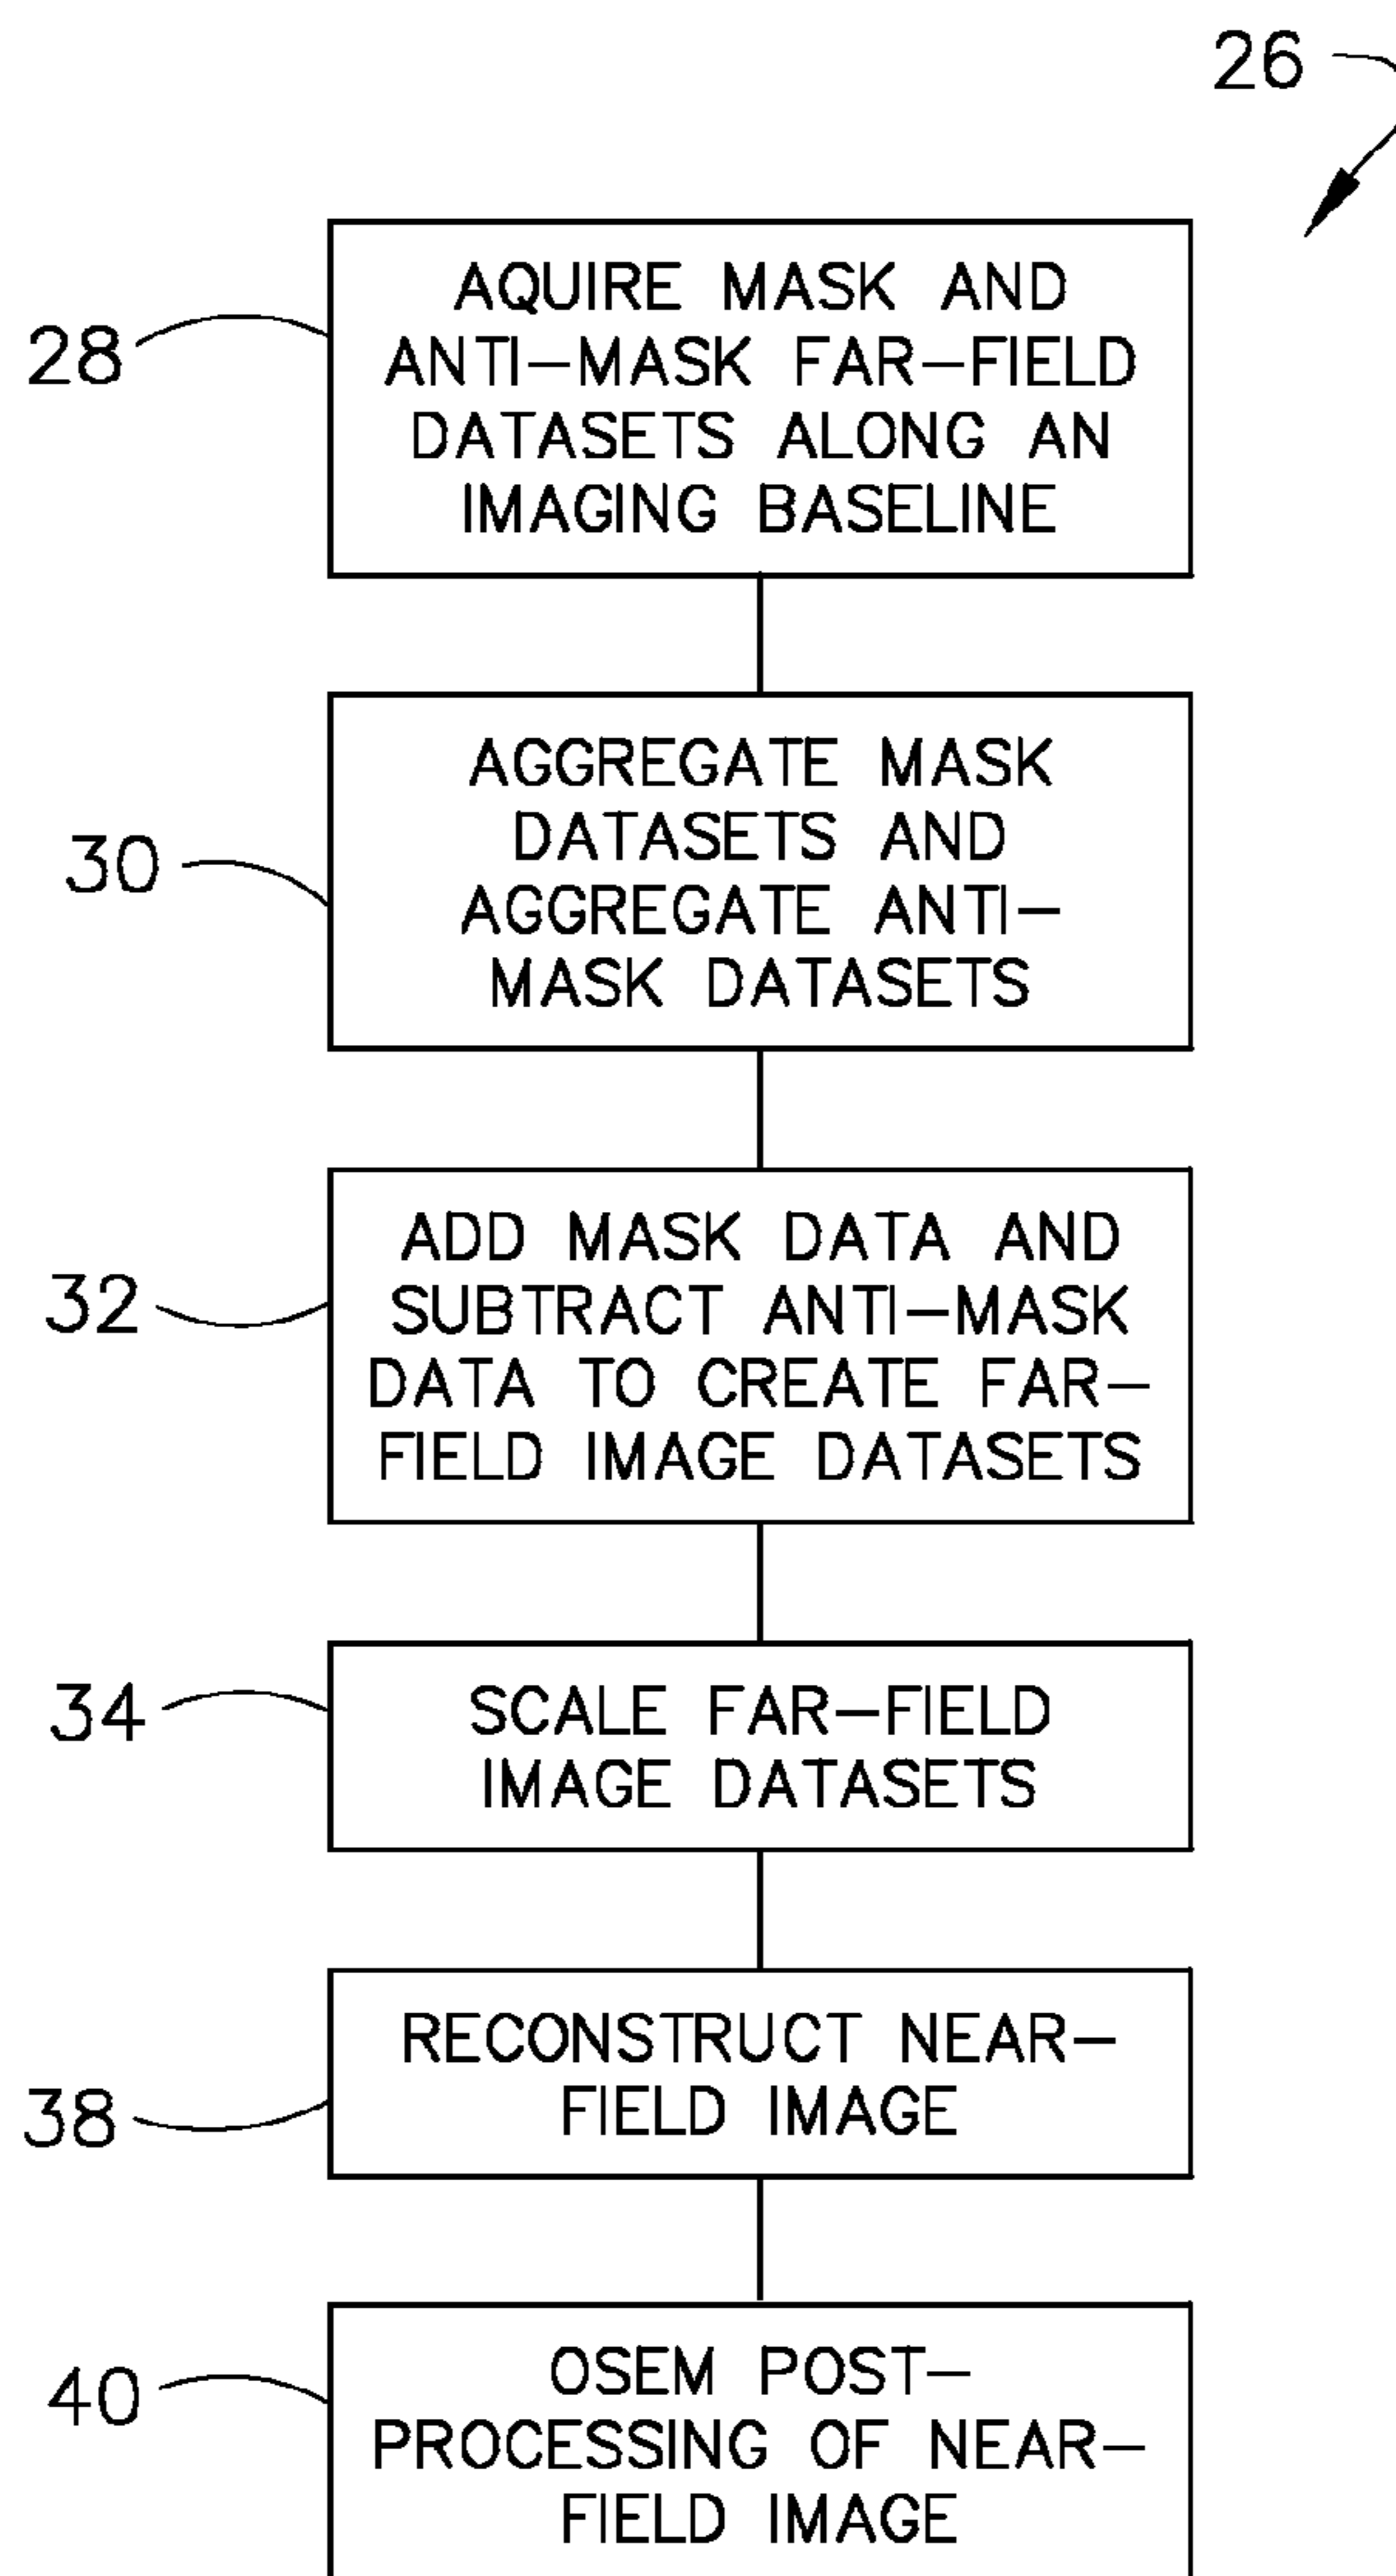 26
28
AQUIRE MASK AND
ANTI-MASK FAR-FIELD
DATASETS ALONG AN
IMAGING BASELINE
30
AGGREGATE MASK
DATASETS AND
AGGREGATE ANTI-
MASK DATASETS
32
ADD MASK DATA AND
SUBTRACT ANTI-MASK
DATA TO CREATE FAR-
FIELD IMAGE DATASETS
34
SCALE FAR-FIELD
IMAGE DATASETS
38
RECONSTRUCT NEAR-
FIELD IMAGE
40
OSEM POST-
PROCESSING OF NEAR-
FIELD IMAGE